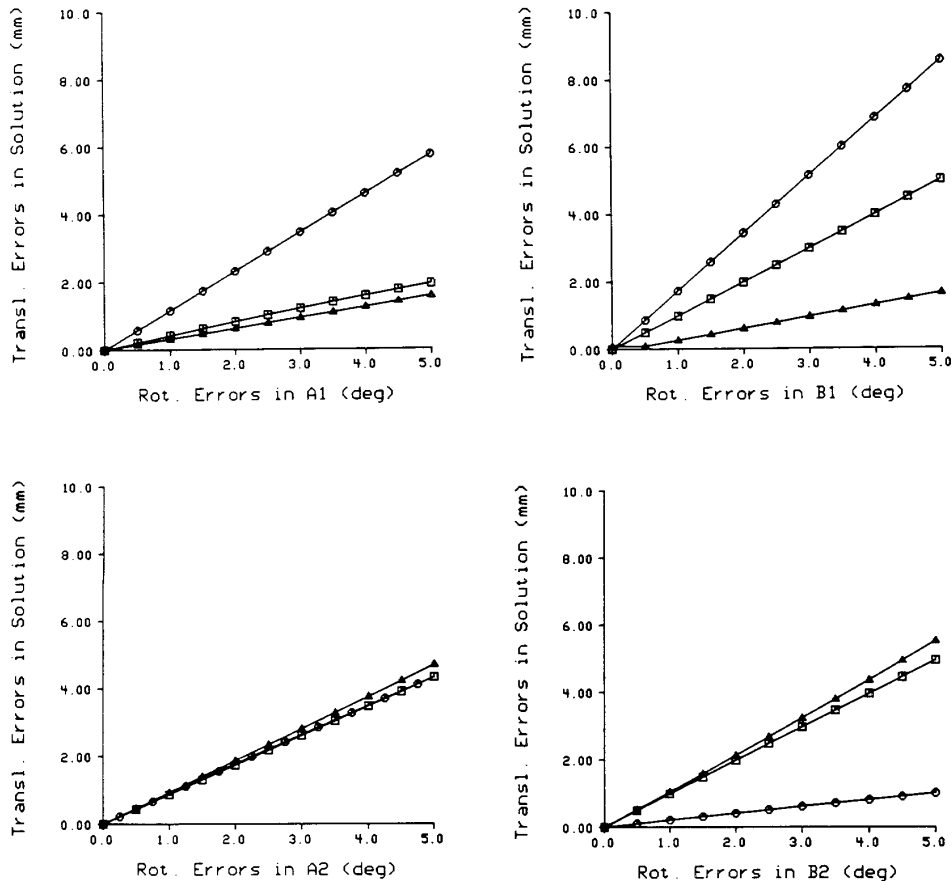 Transl. Errors in Solution (mm)
10.0
8.00
6.00
4.00
2.00
0.00
0.0 1.0 2.0 3.0 4.0 5.0
Rot. Errors in A1 (deg)
Transl. Errors in Solution (mm)
10.0
8.00
6.00
4.00
2.00
0.00
0.0 1.0 2.0 3.0 4.0 5.0
Rot. Errors in B1 (deg)
Transl. Errors in Solution (mm)
10.0
8.00
6.00
4.00
2.00
0.00
0.0 1.0 2.0 3.0 4.0 5.0
Rot. Errors in A2 (deg)
Transl. Errors in Solution (mm)
10.0
8.00
6.00
4.00
2.00
0.00
0.0 1.0 2.0 3.0 4.0 5.0
Rot. Errors in B2 (deg)